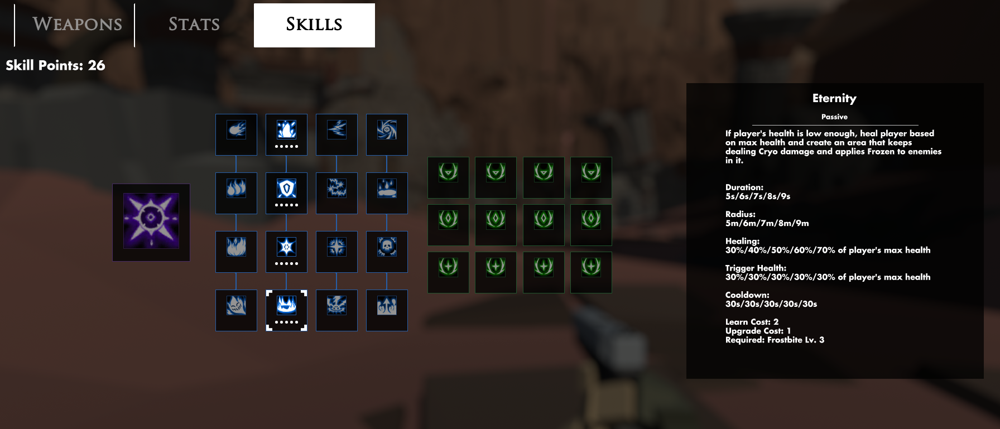 Weapons
Stats
Skills
Skill Points: 26
Eternity
Passive
If player's health is low enough, heal player based
on max health and create an area that keeps
dealing Cryo damage and applies Frozen to enemies
in it.
Duration:
5s/6s/7s/8s/9s
Radius:
5m/6m/7m/8m/9m
Healing:
30%/40%/50%/60%/70% of player's max health
Trigger Health:
30%/30%/30%/30%/30% of player's max health
Cooldown:
30s/30s/30s/30s/30s
Learn Cost: 2
Upgrade Cost: 1
Required: Frostbite Lv. 3